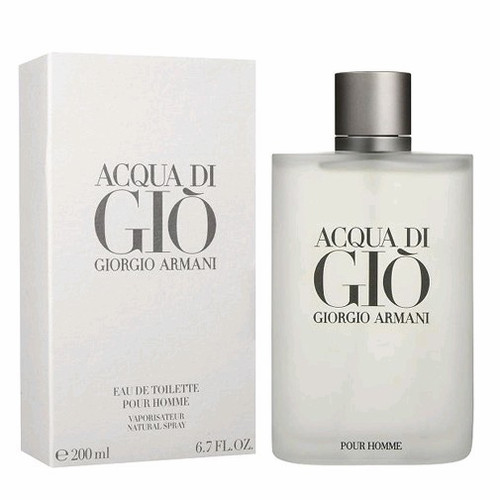 ACQUA DI
GIÒ
GIORGIO ARMANI
EAU DE TOILETTE
POUR HOMME
VAPORISATEUR
NATURAL SPRAY
℮ 200 ml 6.7 FL.OZ.
ACQUA DI
GIÒ
GIORGIO ARMANI
POUR HOMME